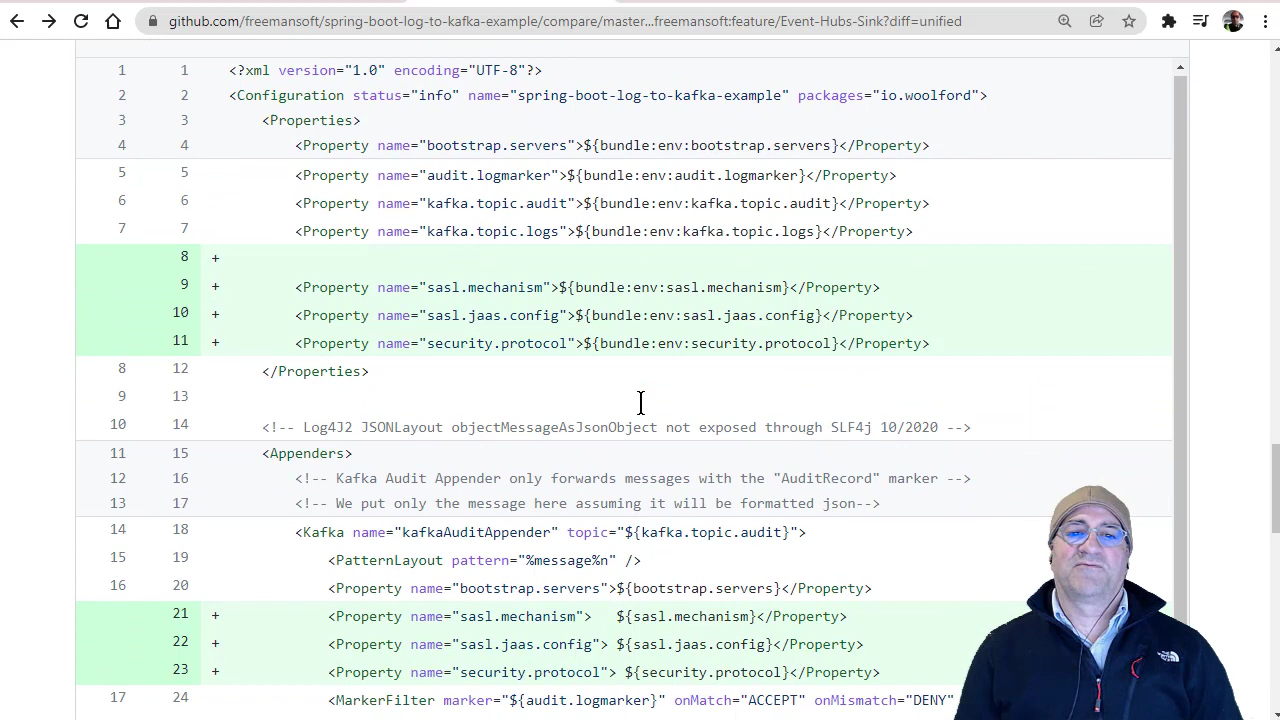 github.com/freemansoft/spring-boot-log-to-kafka-example/compare/master...freemansoft:feature/Event-Hubs-Sink?diff=unified
1 1 <?xml version="1.0" encoding="UTF-8"?>
2 2 <Configuration status="info" name="spring-boot-log-to-kafka-example" packages="io.woolford">
3 3 <Properties>
4 4 <Property name="bootstrap.servers">${bundle:env:bootstrap.servers}</Property>
5 5 <Property name="audit.logmarker">${bundle:env:audit.logmarker}</Property>
6 6 <Property name="kafka.topic.audit">${bundle:env:kafka.topic.audit}</Property>
7 7 <Property name="kafka.topic.logs">${bundle:env:kafka.topic.logs}</Property>
8 +
9 + <Property name="sasl.mechanism">${bundle:env:sasl.mechanism}</Property>
10 + <Property name="sasl.jaas.config">${bundle:env:sasl.jaas.config}</Property>
11 + <Property name="security.protocol">${bundle:env:security.protocol}</Property>
8 12 </Properties>
9 13
10 14 <!-- Log4J2 JSONLayout objectMessageAsJsonObject not exposed through SLF4j 10/2020 -->
11 15 <Appenders>
12 16 <!-- Kafka Audit Appender only forwards messages with the "AuditRecord" marker -->
13 17 <!-- We put only the message here assuming it will be formatted json-->
14 18 <Kafka name="kafkaAuditAppender" topic="${kafka.topic.audit}">
15 19 <PatternLayout pattern="%message%n" />
16 20 <Property name="bootstrap.servers">${bootstrap.servers}</Property>
21 + <Property name="sasl.mechanism">   ${sasl.mechanism}</Property>
22 + <Property name="sasl.jaas.config"> ${sasl.jaas.config}</Property>
23 + <Property name="security.protocol"> ${security.protocol}</Property>
17 24 <MarkerFilter marker="${audit.logmarker}" onMatch="ACCEPT" onMismatch="DENY"